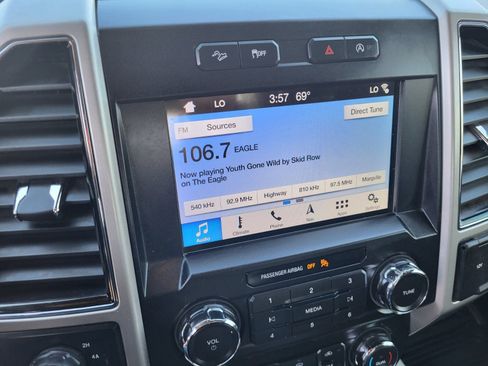 OFF
LO 3:57 69° LO
FM Sources Direct Tune
106.7 EAGLE
Now playing Youth Gone Wild by Skid Row
on The Eagle
540 kHz 92.9 MHz Highway 810 kHz 97.5 MHz Margville
Audio Climate Phone Nav Apps Settings
PASSENGER AIRBAG OFF
1 2 3
MEDIA
4 5 6
VOL
TUNE
2H
4A
DUAL